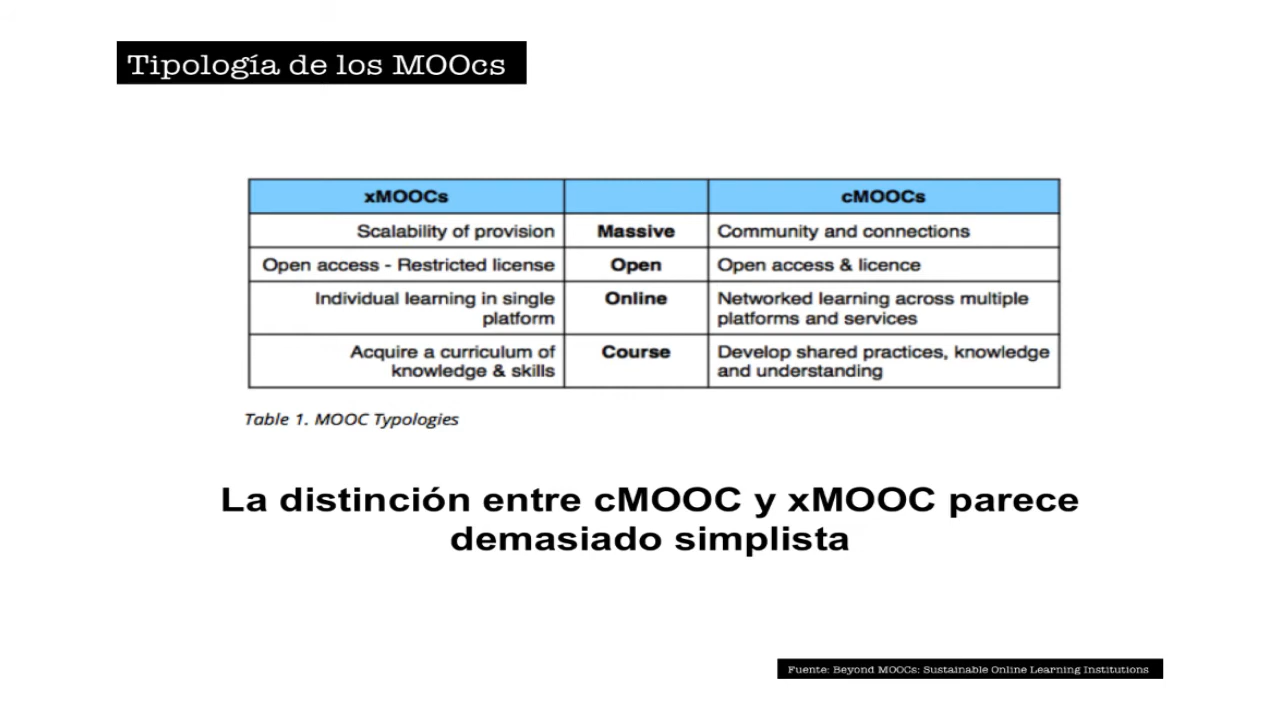 Tipología de los MOOcs
xMOOCs cMOOCs
Scalability of provision Massive Community and connections
Open access - Restricted license Open Open access & licence
Individual learning in single Online Networked learning across multiple
platform platforms and services
Acquire a curriculum of Course Develop shared practices, knowledge
knowledge & skills and understanding
Table 1. MOOC Typologies
La distinción entre cMOOC y xMOOC parece
demasiado simplista
Fuente: Beyond MOOCs: Sustainable Online Learning Institutions